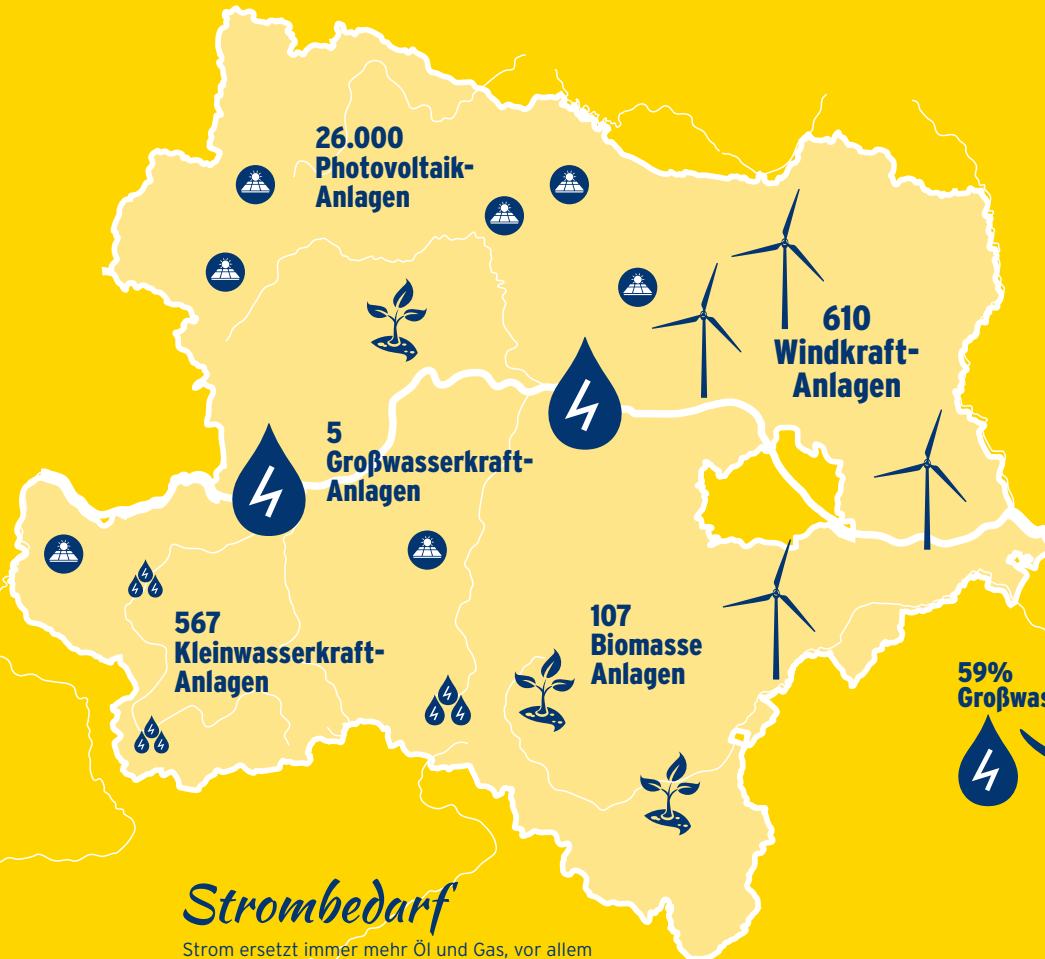 26.000
Photovoltaik-
Anlagen
610
Windkraft-
Anlagen
5
Großwasserkraft-
Anlagen
567
Kleinwasserkraft-
Anlagen
107
Biomasse
Anlagen
59%
Strombedarf
Strom ersetzt immer mehr Öl und Gas, vor allem